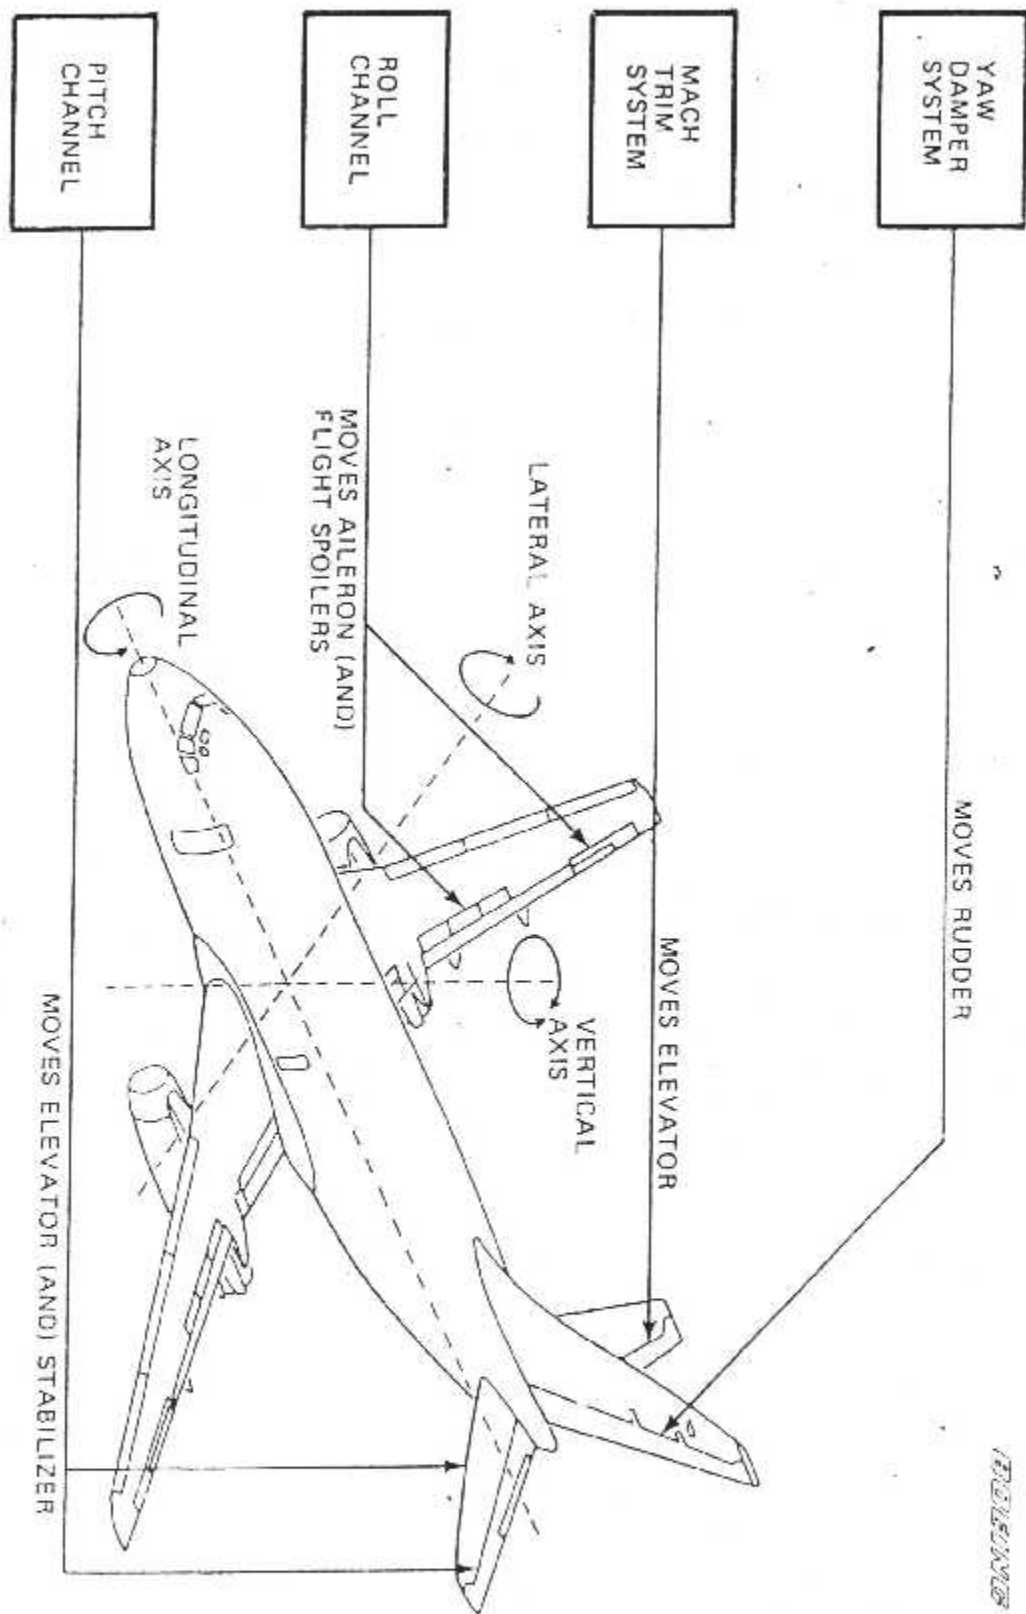 BOEING
YAW
DAMPER
SYSTEM
MOVES RUDDER
MACH
TRIM
SYSTEM
MOVES ELEVATOR
VERTICAL
AXIS
LATERAL AXIS
ROLL
CHANNEL
MOVES AILERON (AND)
FLIGHT SPOILERS
LONGITUDINAL
AXIS
PITCH
CHANNEL
MOVES ELEVATOR (AND) STABILIZER